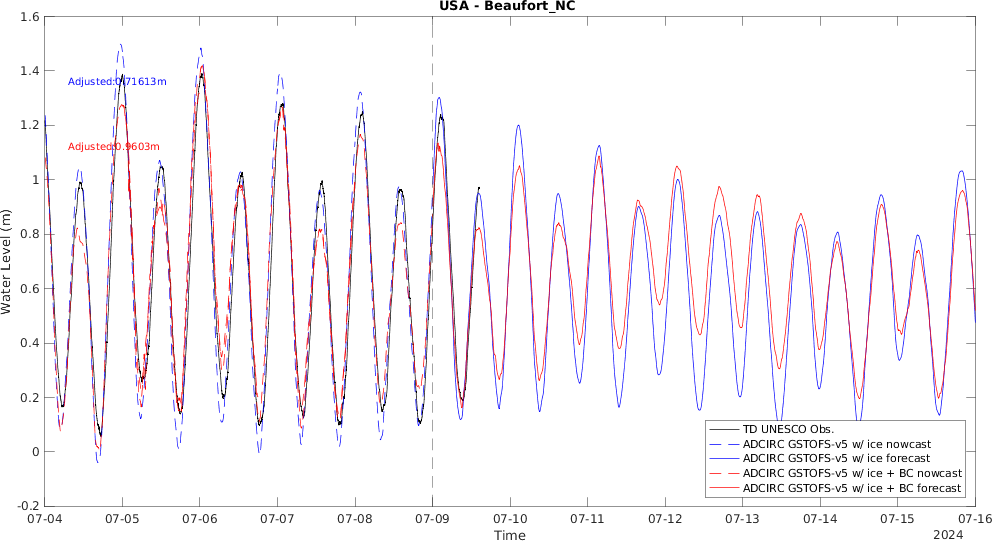 USA - Beaufort_NC
1.6
1.4
1.2
1
0.8
0.6
0.4
0.2
0
-0.2
Water Level (m)
Adjusted:0.71613m
Adjusted:0.9603m
TD UNESCO Obs.
ADCIRC GSTOFS-v5 w/ ice nowcast
ADCIRC GSTOFS-v5 w/ ice forecast
ADCIRC GSTOFS-v5 w/ ice + BC nowcast
ADCIRC GSTOFS-v5 w/ ice + BC forecast
07-04 07-05 07-06 07-07 07-08 07-09 07-10 07-11 07-12 07-13 07-14 07-15 07-16
Time
2024